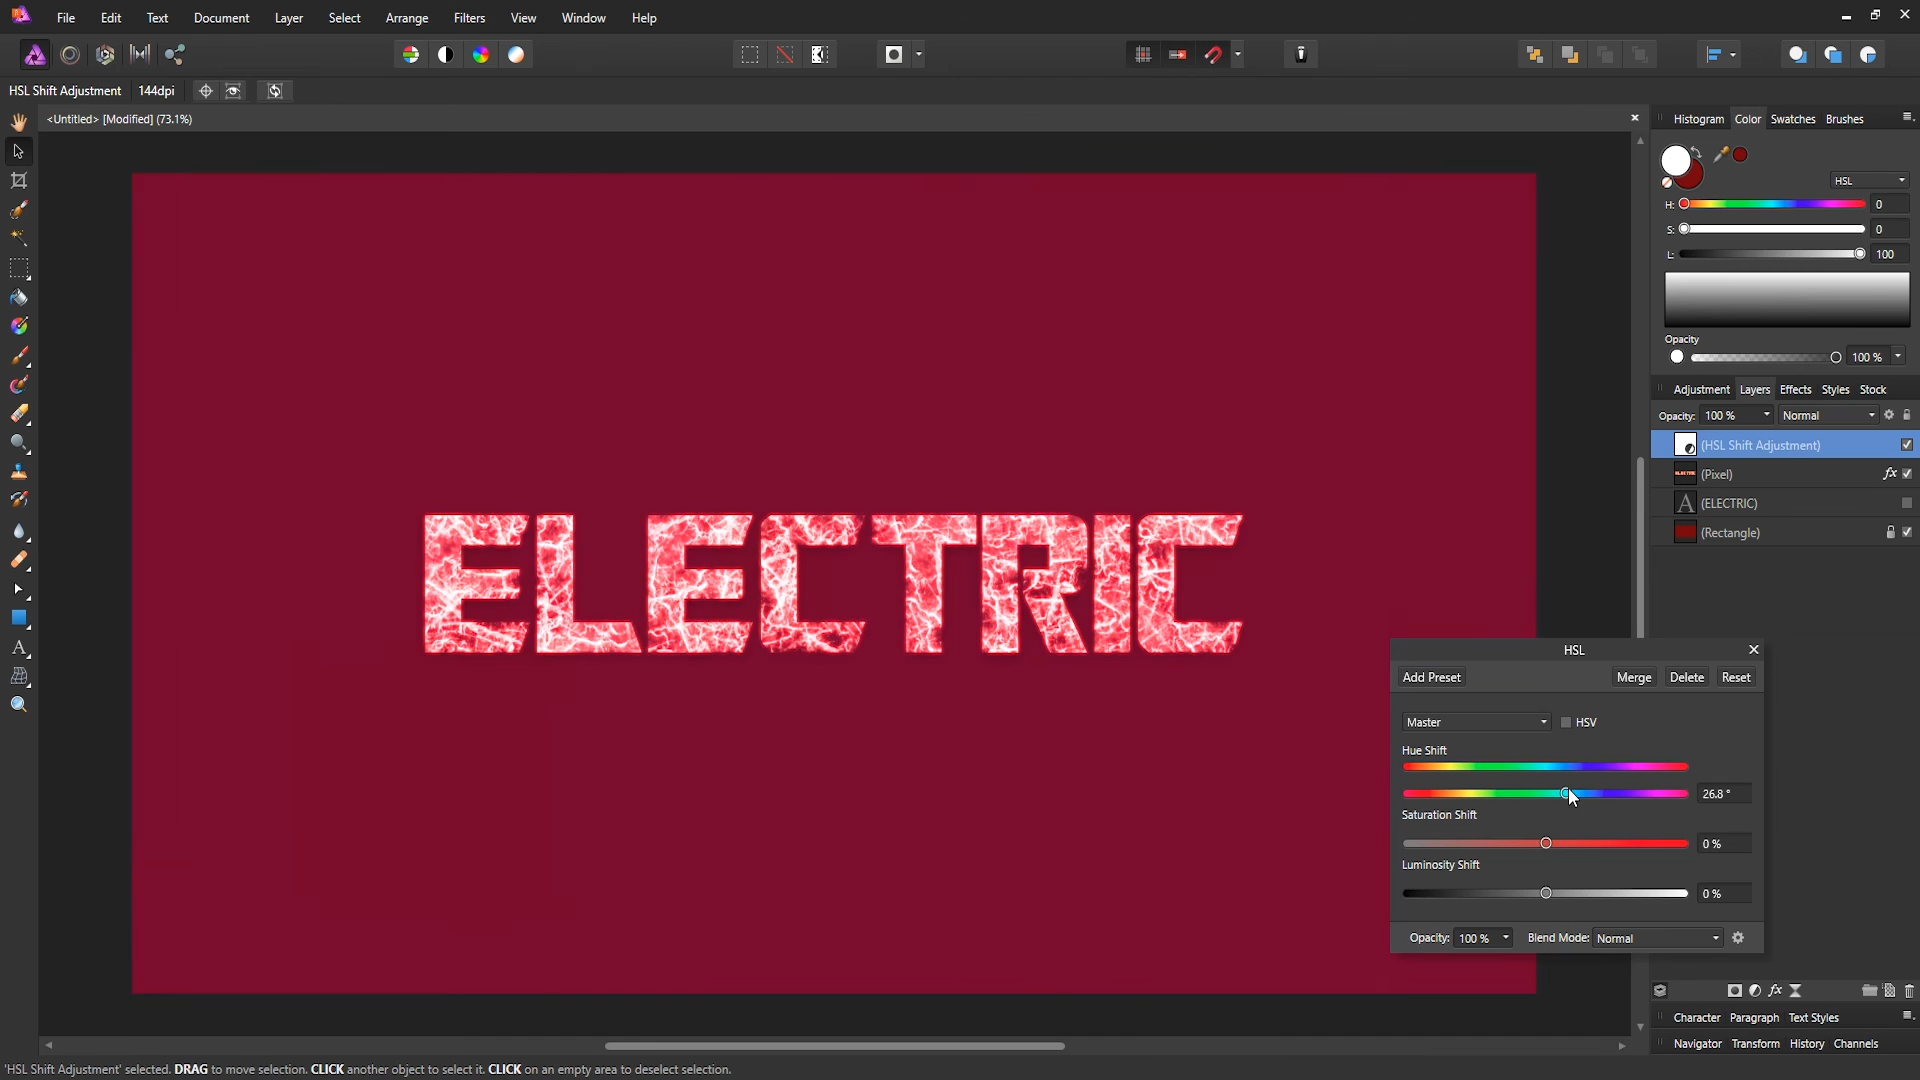 File Edit Text Document Layer Select Arrange Filters View Window Help
HSL Shift Adjustment 144dpi
<Untitled> [Modified] (73.1%)
Histogram Color Swatches Brushes
HSL
H: 0
S: 0
L: 100
Opacity
100 %
Adjustment Layers Effects Styles Stock
Opacity: 100 % Normal
(HSL Shift Adjustment)
(Pixel) fx
A (ELECTRIC)
(Rectangle)
ELECTRIC
HSL
Add Preset Merge Delete Reset
Master HSV
Hue Shift
26.8 °
Saturation Shift
0 %
Luminosity Shift
0 %
Opacity: 100 % Blend Mode: Normal
fx
Character Paragraph Text Styles
Navigator Transform History Channels
'HSL Shift Adjustment' selected. DRAG to move selection. CLICK another object to select it. CLICK on an empty area to deselect selection.